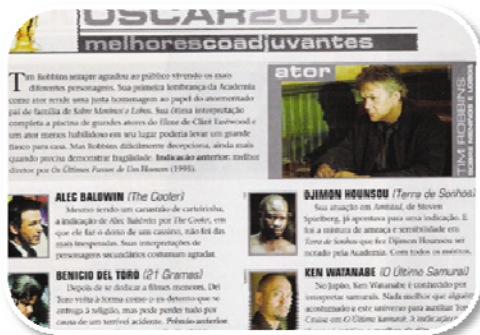 OSCAR2004
melhorescoadjuvantes
Tim Robbins sempre agradou ao público vivendo os mais
diferentes personagens. Sua primeira lembrança da Academia
como ator rende uma justa homenagem ao papel do atormentado
pai de família de Sobre Meninos e Lobos. Sua ótima interpretação
completa a piscina de grandes atores do filme de Clint Eastwood e
um ator menos habilidoso em seu lugar poderia levar um grande
fiasco para casa. Mas Robbins dificilmente decepciona, ainda mais
quando precisa demonstrar fragilidade. Indicação anterior: melhor
diretor por Os Últimos Passos de Um Homem (1995).
ator
TIM ROBBINS
SOBRE MENINOS E LOBOS
ALEC BALDWIN (The Cooler)
Mesmo sendo um canastrão de carteirinha,
a indicação de Alec Baldwin por The Cooler, em
que ele faz o dono de um cassino, não foi das
mais inesperadas. Suas interpretações de
personagens secundários costumam agradar.
DJIMON HOUNSOU (Terra de Sonhos)
Sua atuação em Amistad, de Steven
Spielberg, já apontava para uma indicação. E
foi a mistura de ameaça e sensibilidade em
Terra de Sonhos que fez Djimon Hounsou ser
notado pela Academia. Com todos os méritos.
BENICIO DEL TORO (21 Gramas)
Depois de se dedicar a filmes menores, Del
Toro volta à forma como o ex-detento que se
entrega à religião, mas pode perder tudo por
causa de um terrível acidente. Prêmio anterior
KEN WATANABE (O Último Samurai)
No Japão, Ken Watanabe é conhecido por
interpretar samurais. Nada melhor que alguém
acostumado a este universo para auxiliar Tom
Cruise em O Último Samurai. A indicação